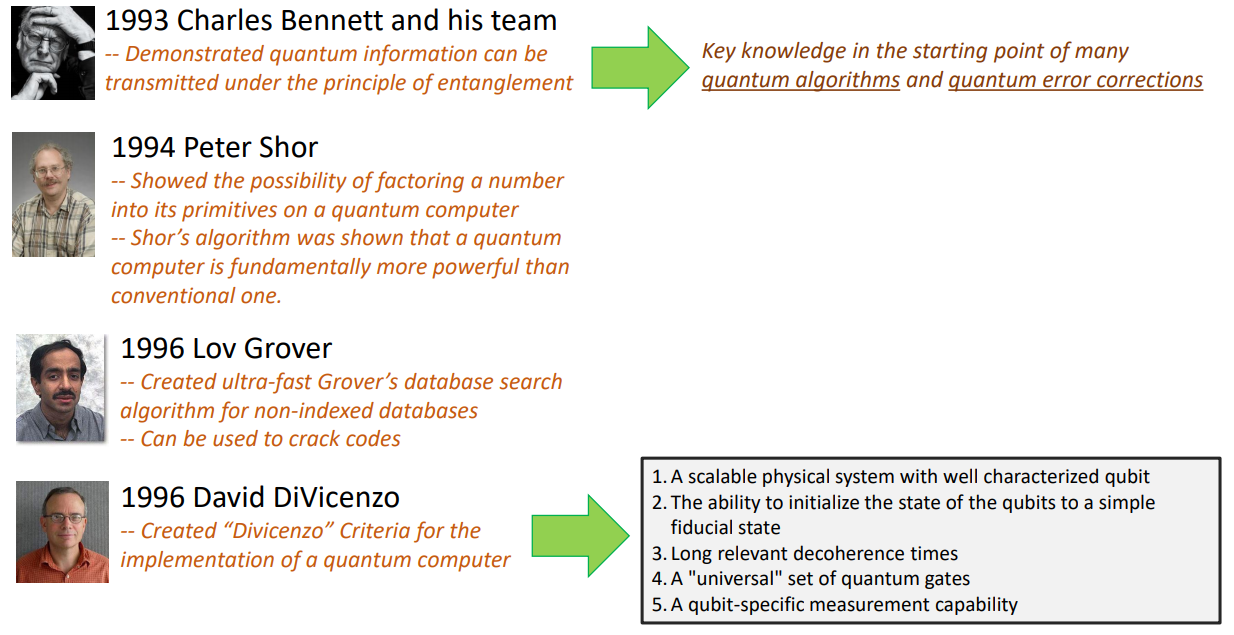 1993 Charles Bennett and his team
-- Demonstrated quantum information can be
transmitted under the principle of entanglement
Key knowledge in the starting point of many
quantum algorithms and quantum error corrections
1994 Peter Shor
-- Showed the possibility of factoring a number
into its primitives on a quantum computer
-- Shor’s algorithm was shown that a quantum
computer is fundamentally more powerful than
conventional one.
1996 Lov Grover
-- Created ultra-fast Grover’s database search
algorithm for non-indexed databases
-- Can be used to crack codes
1996 David DiVicenzo
-- Created “Divicenzo” Criteria for the
implementation of a quantum computer
1. A scalable physical system with well characterized qubit
2. The ability to initialize the state of the qubits to a simple
fiducial state
3. Long relevant decoherence times
4. A "universal" set of quantum gates
5. A qubit-specific measurement capability